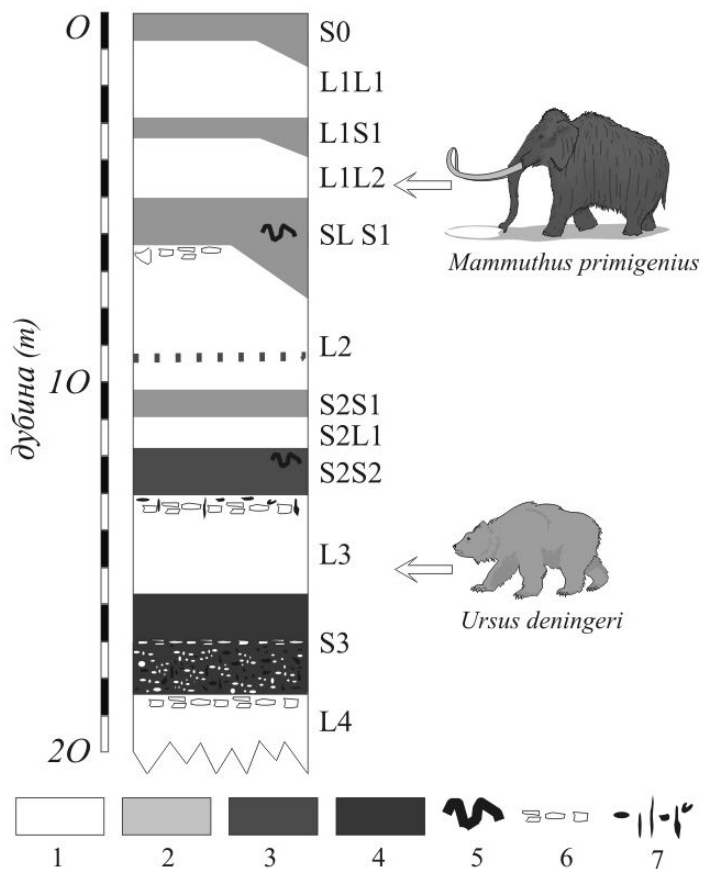 0
S0
L1L1
L1S1
L1L2
SL S1
Mammuthus primigenius
L2
дубина (m)
10
S2S1
S2L1
S2S2
L3
Ursus deningeri
S3
L4
20
1 2 3 4 5 6 7